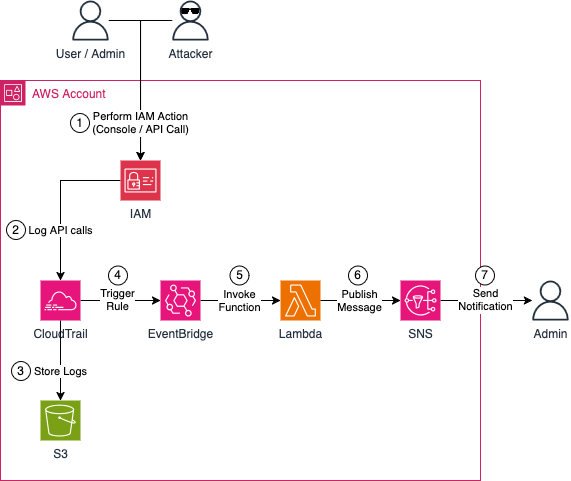 User / Admin
Attacker
AWS Account
1
Perform IAM Action
(Console / API Call)
IAM
2
Log API calls
4
Trigger
Rule
5
Invoke
Function
6
Publish
Message
7
Send
Notification
CloudTrail
EventBridge
Lambda
SNS
Admin
3
Store Logs
S3